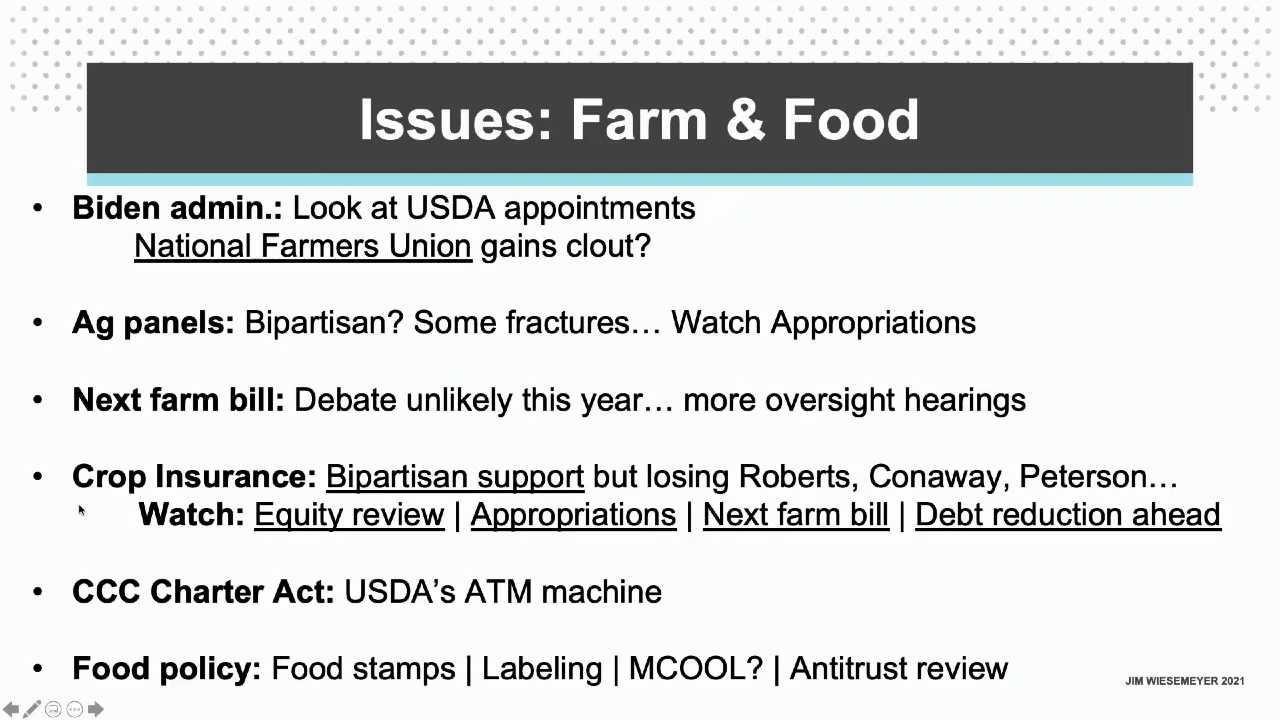 Issues: Farm & Food
• Biden admin.: Look at USDA appointments
National Farmers Union gains clout?
• Ag panels: Bipartisan? Some fractures… Watch Appropriations
• Next farm bill: Debate unlikely this year… more oversight hearings
• Crop Insurance: Bipartisan support but losing Roberts, Conaway, Peterson…
Watch: Equity review | Appropriations | Next farm bill | Debt reduction ahead
• CCC Charter Act: USDA’s ATM machine
• Food policy: Food stamps | Labeling | MCOOL? | Antitrust review
JIM WIESEMEYER 2021